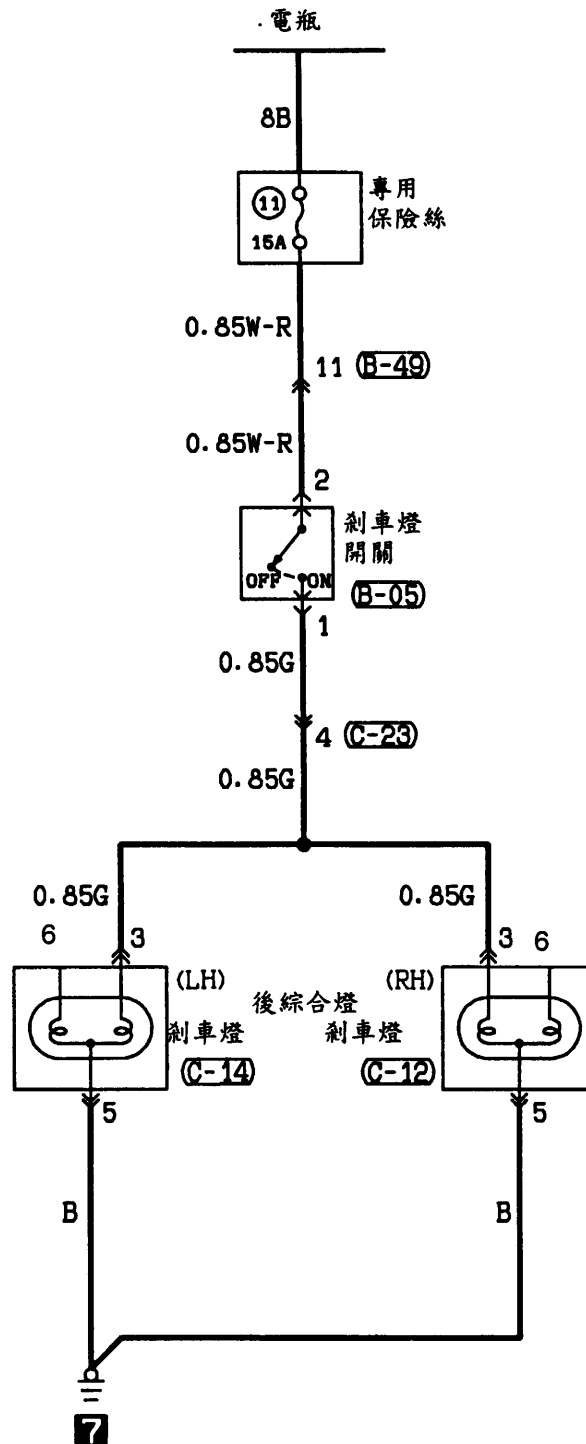 電瓶
8B
11
15A
專用
保險絲
0.85W-R
11 B-49
0.85W-R
2
OFF ON
剎車燈
開關
B-05
1
0.85G
4 C-23
0.85G
0.85G
0.85G
6 3
3 6
(LH)
(RH)
後綜合燈
剎車燈
剎車燈
C-14
C-12
5
5
B
B
7